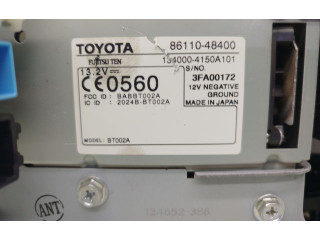 TOYOTA 86110-48400
FUJITSU TEN 134000-4150A101
13.2V⎓ S/NO.
CE0560 3FA00172
FCC ID : BABBT002A 12V NEGATIVE
IC ID : 2024B-BT002A GROUND
MADE IN JAPAN
MODEL: BT002A
ANT